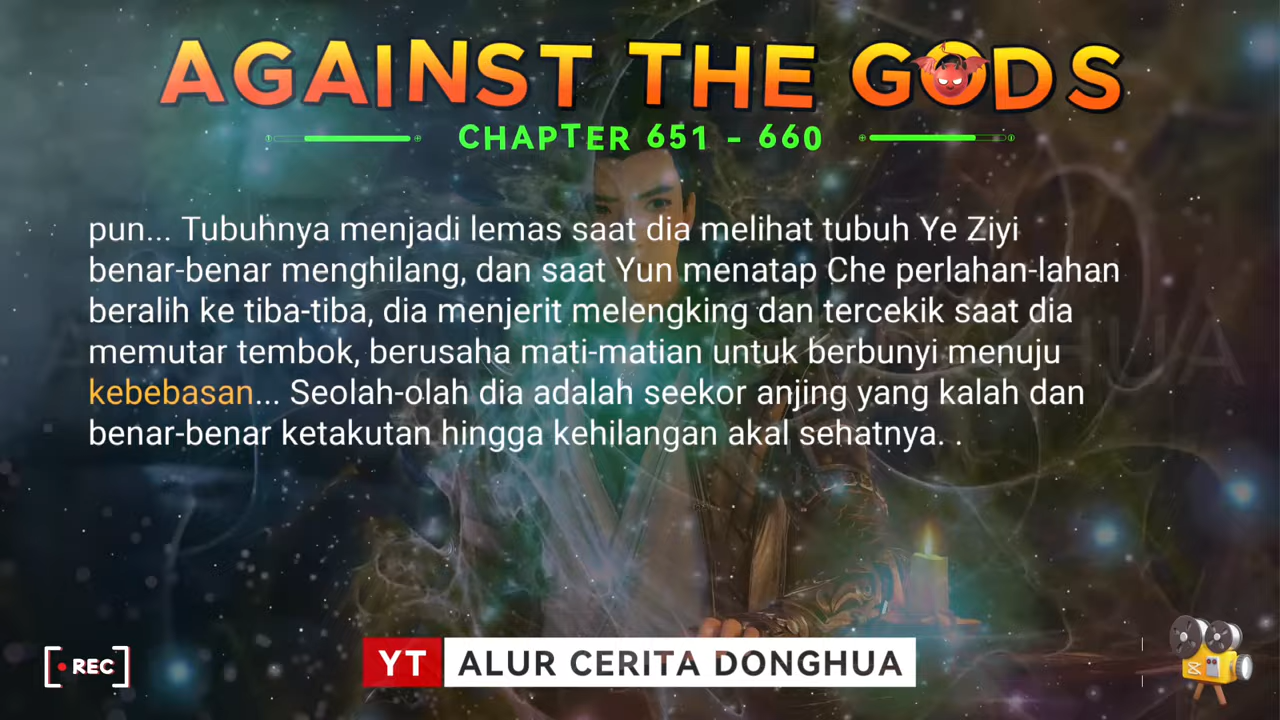 AGAINST THE GODS
CHAPTER 651 - 660
pun... Tubuhnya menjadi lemas saat dia melihat tubuh Ye Ziyi
benar-benar menghilang, dan saat Yun menatap Che perlahan-lahan
beralih ke tiba-tiba, dia menjerit melengking dan tercekik saat dia
memutar tembok, berusaha mati-matian untuk berbunyi menuju
kebebasan... Seolah-olah dia adalah seekor anjing yang kalah dan
benar-benar ketakutan hingga kehilangan akal sehatnya. .
REC
YT ALUR CERITA DONGHUA